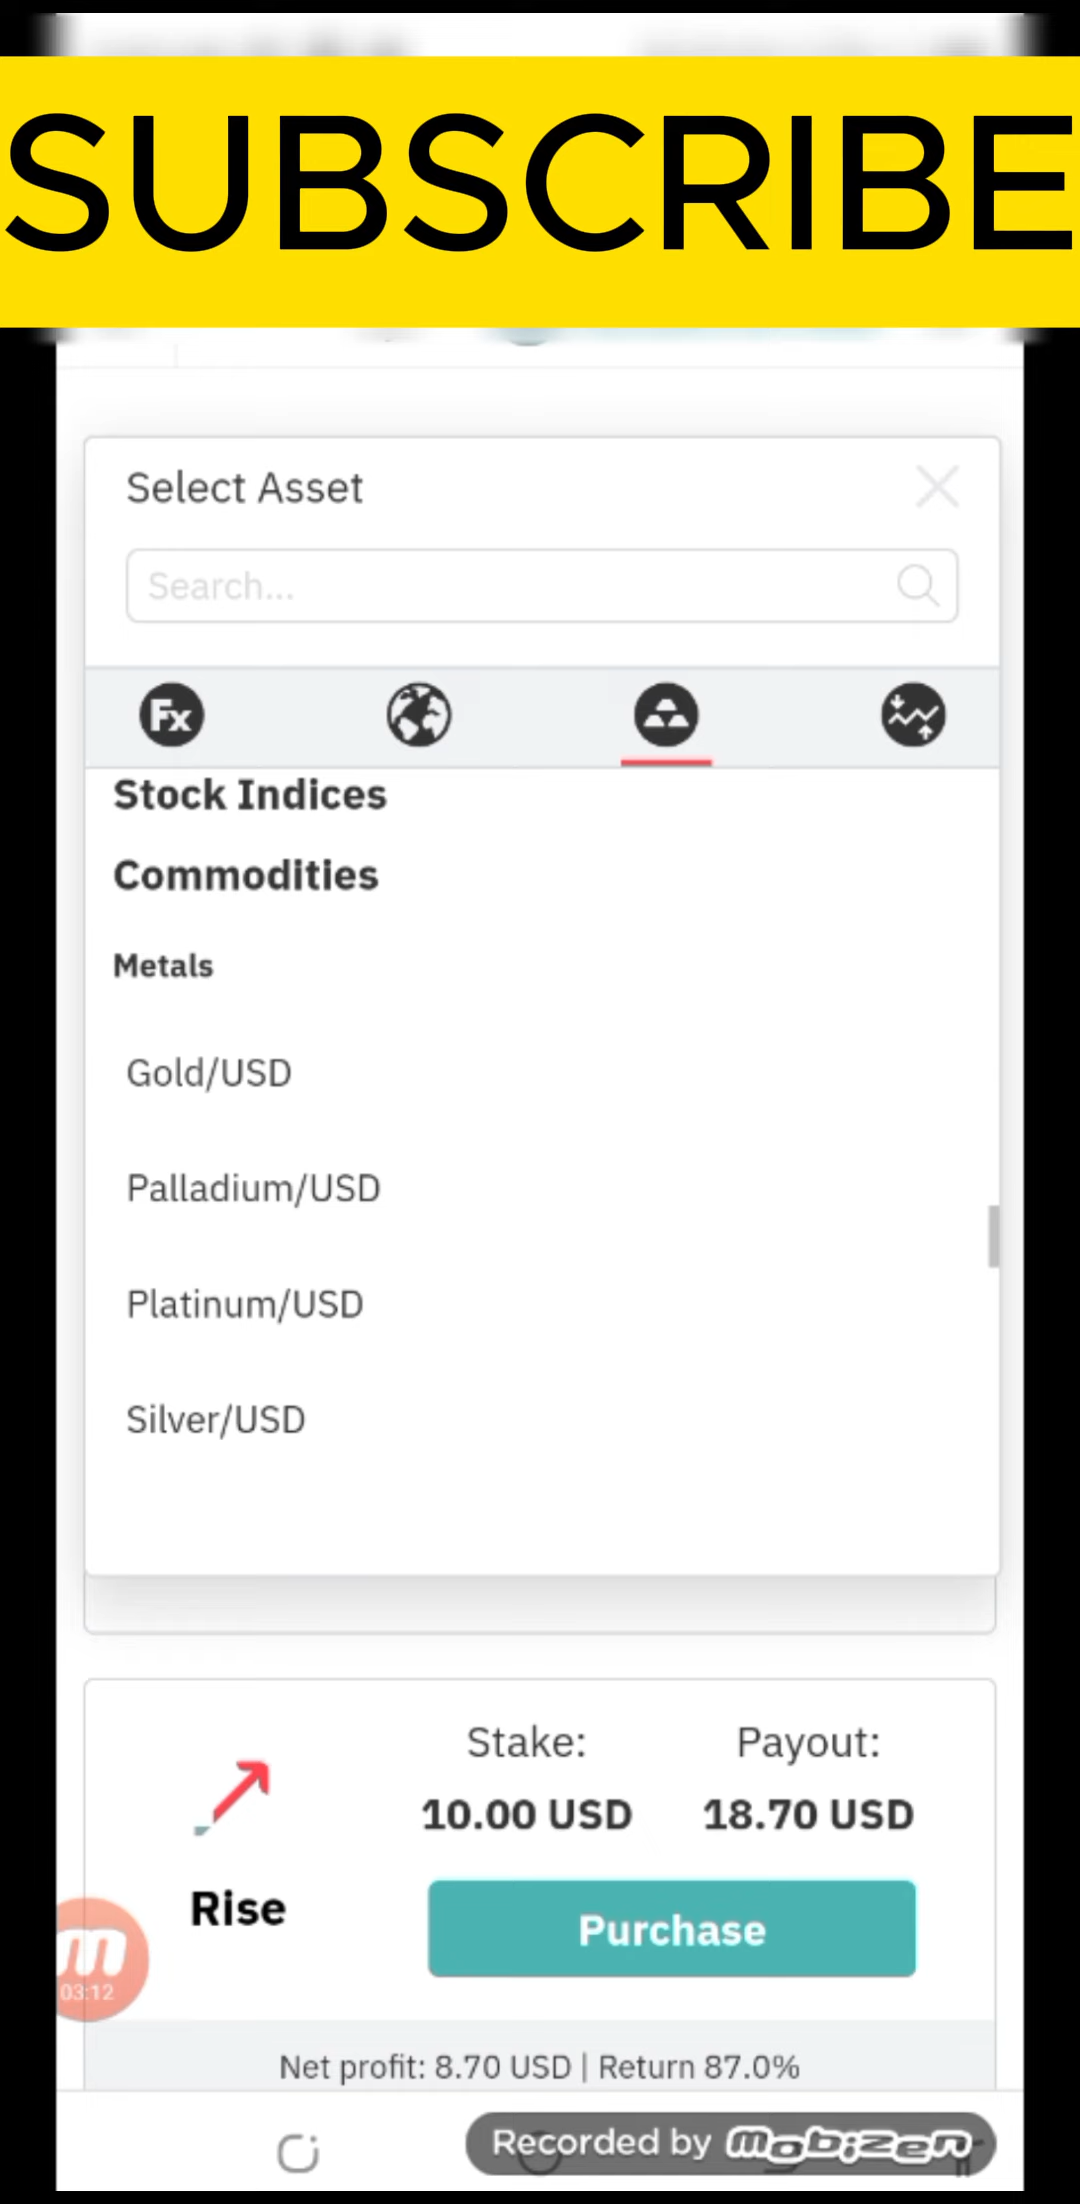 SUBSCRIBE
Select Asset
Search...
Fx
Stock Indices
Commodities
Metals
Gold/USD
Palladium/USD
Platinum/USD
Silver/USD
Stake: Payout:
10.00 USD 18.70 USD
Rise
Purchase
m
03:12
Net profit: 8.70 USD | Return 87.0%
Recorded by mobizen